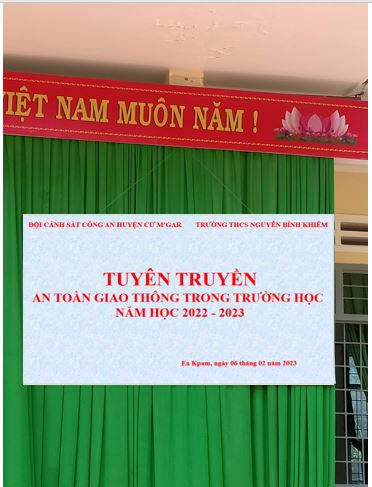 VIỆT NAM MUÔN NĂM !
ĐỘI CẢNH SÁT CÔNG AN HUYỆN CƯ M'GAR TRƯỜNG THCS NGUYỄN BỈNH KHIÊM
TUYÊN TRUYỀN
AN TOÀN GIAO THÔNG TRONG TRƯỜNG HỌC
NĂM HỌC 2022 - 2023
Ea Kpam, ngày 06 tháng 02 năm 2023